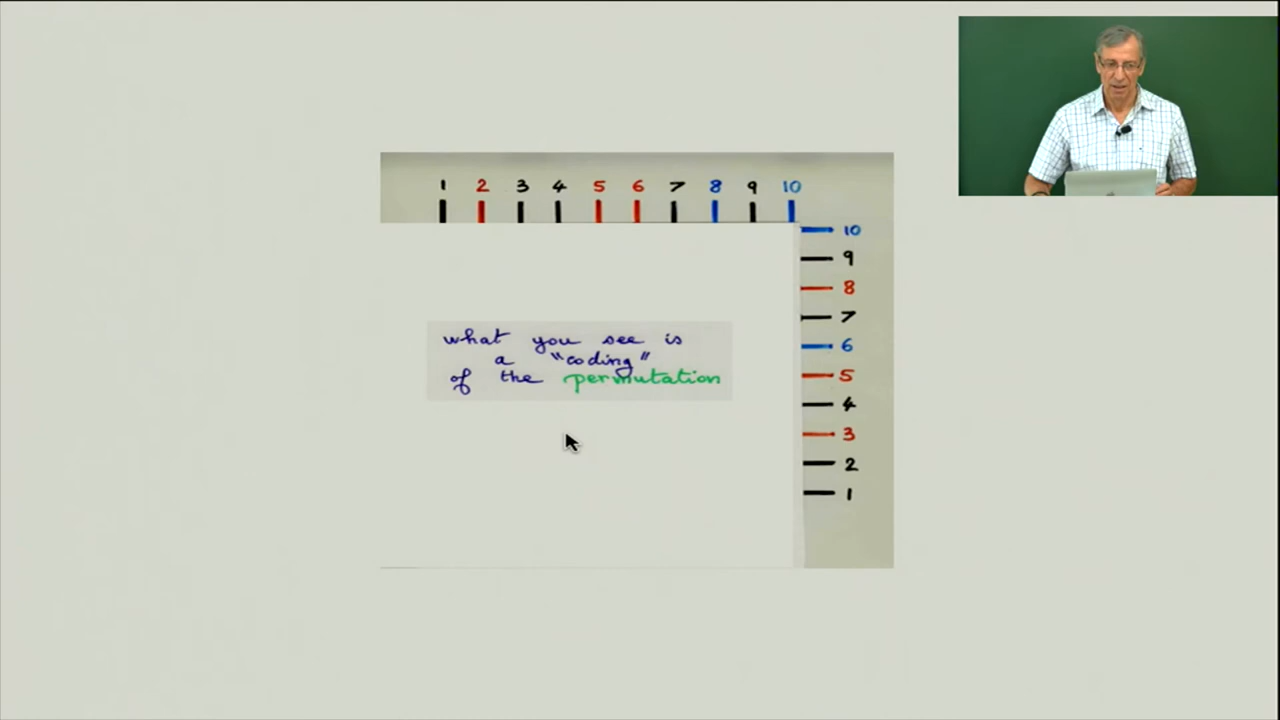 1 2 3 4 5 6 7 8 9 10
10
9
8
7
6
5
4
3
2
1
what you see is
a "coding"
of the permutation